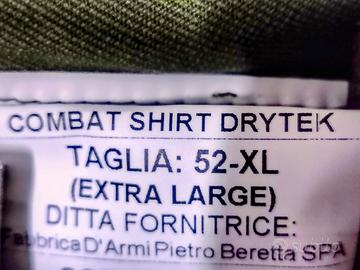 COMBAT SHIRT DRYTEK
TAGLIA: 52-XL
(EXTRA LARGE)
DITTA FORNITRICE:
Fabbrica D'Armi Pietro Beretta SPA